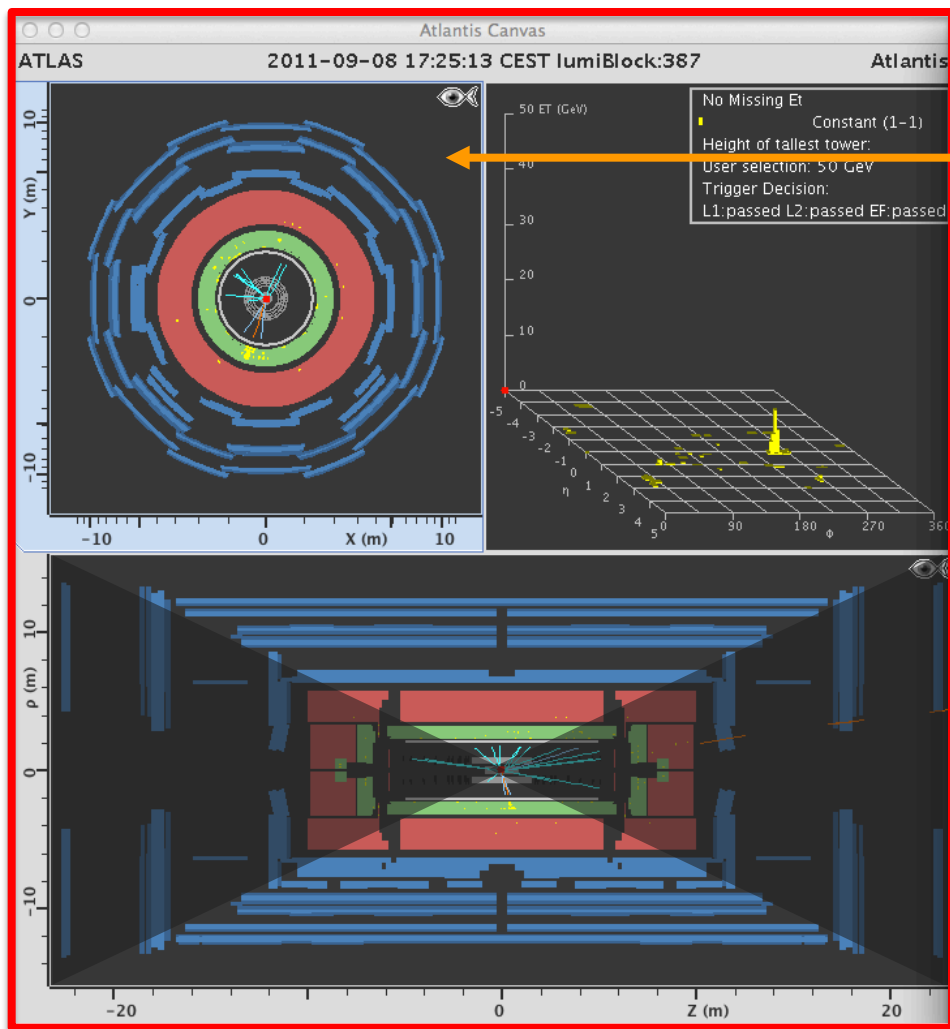 Atlantis Canvas
ATLAS 2011-09-08 17:25:13 CEST lumiBlock:387 Atlantis
10
Y (m)
0
-10
-10 0 X (m) 10
50 ET (GeV)
40
30
20
10
0
No Missing Et
Constant (1-1)
Height of tallest tower:
User selection: 50 GeV
Trigger Decision:
L1:passed L2:passed EF:passed
-5
-4
-3
-2
-1
0
1
2
3
4
5
η
0 90 180 270 360
Φ
10
ρ (m)
0
-10
-20 0 Z (m) 20